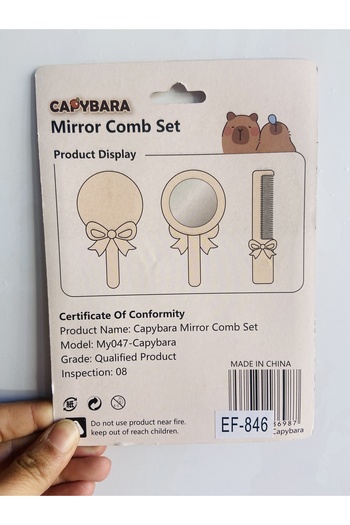 CAPYBARA
Mirror Comb Set
Product Display
Certificate Of Conformity
Product Name: Capybara Mirror Comb Set
Model: My047-Capybara
Grade: Qualified Product
Inspection: 08
MADE IN CHINA
Do not use product near fire.
keep out of reach children.
EF-846
6987
Capybara